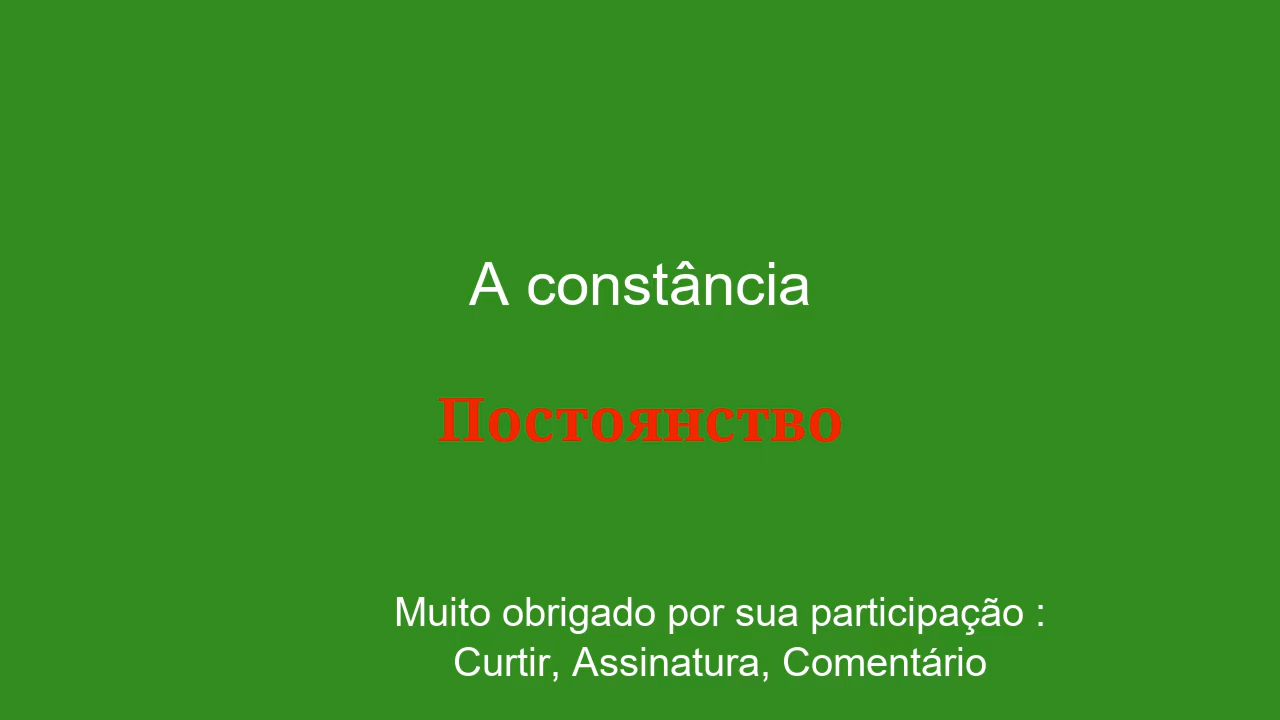 A constância
Постоянство
Muito obrigado por sua participação :
Curtir, Assinatura, Comentário